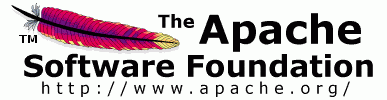 The Apache
TM
Software Foundation
http://www.apache.org/